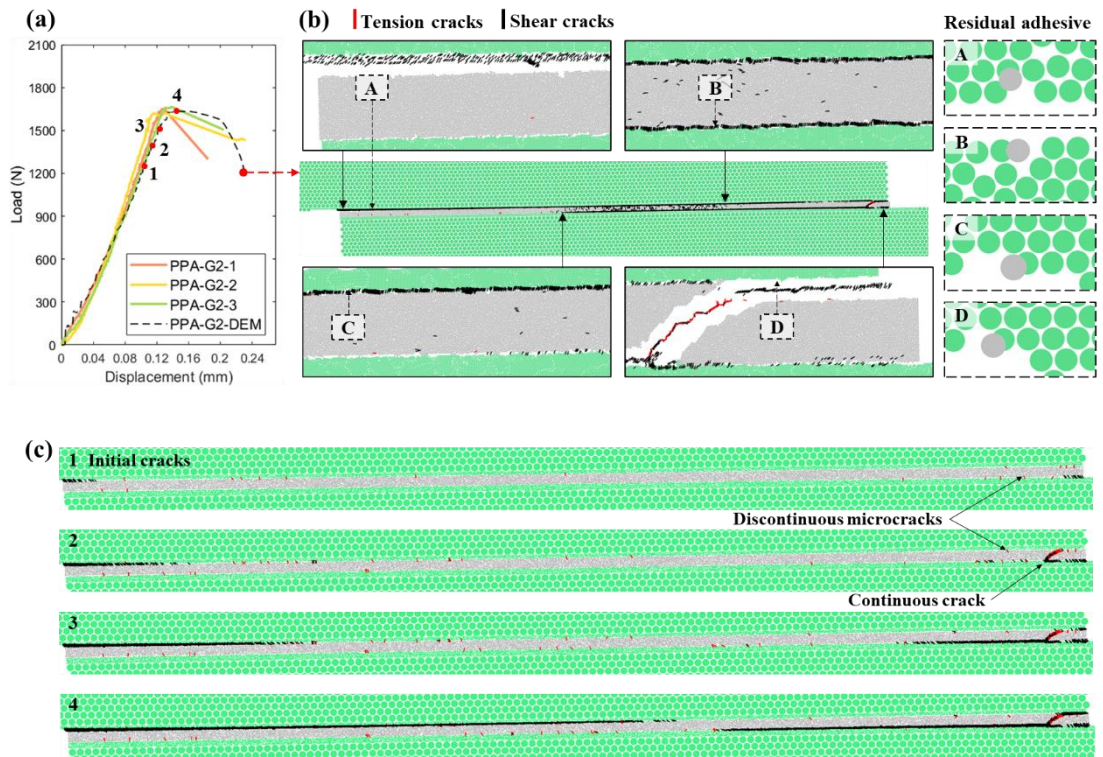 (a)
2100
1800
1500
1200
900
600
300
0
0
0.04
0.08
0.12
0.16
0.20
0.24
Load (N)
Displacement (mm)
1
2
3
4
PPA-G2-1
PPA-G2-2
PPA-G2-3
PPA-G2-DEM
(b)
Tension cracks
Shear cracks
A
B
C
D
Residual adhesive
A
B
C
D
(c)
1 Initial cracks
Discontinuous microcracks
2
Continuous crack
3
4